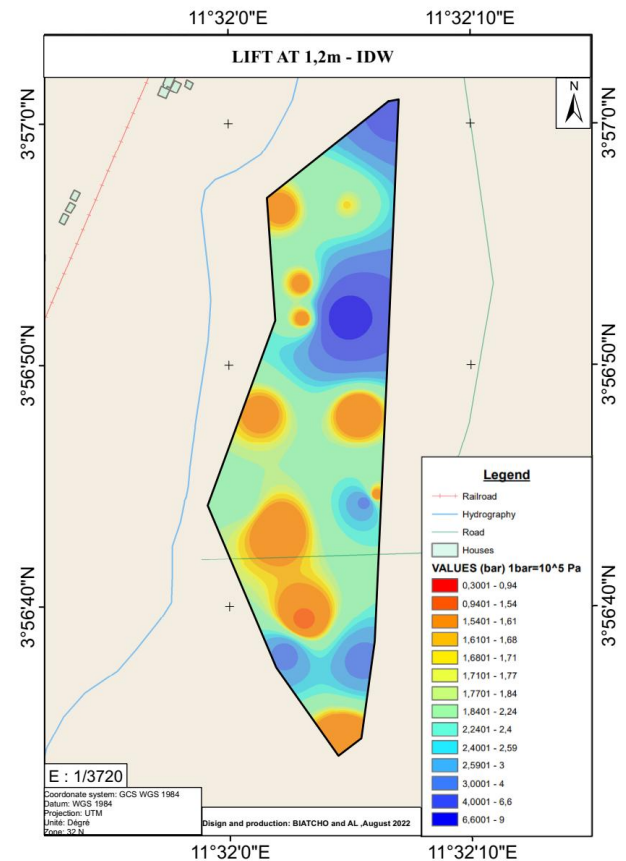 11°32'0"E 11°32'10"E
LIFT AT 1,2m - IDW
N
3°57'0"N 3°57'0"N
3°56'50"N 3°56'50"N
3°56'40"N 3°56'40"N
Legend
Railroad
Hydrography
Road
Houses
VALUES (bar) 1bar=10^5 Pa
0,3001 - 0,94
0,9401 - 1,54
1,5401 - 1,61
1,6101 - 1,68
1,6801 - 1,71
1,7101 - 1,77
1,7701 - 1,84
1,8401 - 2,24
2,2401 - 2,4
2,4001 - 2,59
2,5901 - 3
3,0001 - 4
4,0001 - 6,6
6,6001 - 9
E : 1/3720
Coordonate system: GCS WGS 1984
Datum: WGS 1984
Projection: UTM
Unité: Dégré
Zone: 32 N
Disign and production: BIATCHO and AL ,August 2022
11°32'0"E 11°32'10"E